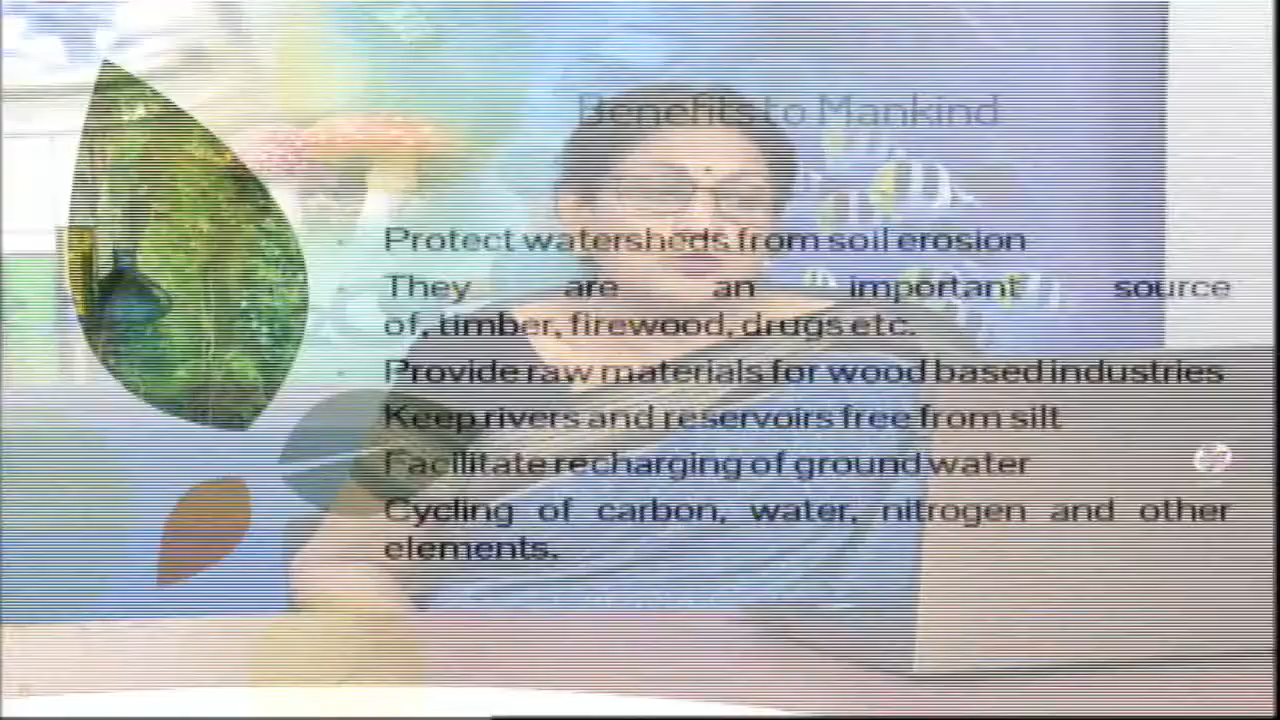 Benefits to Mankind
Protect watersheds from soil erosion
They are an important source
of, timber, firewood, drugs etc.
Provide raw materials for wood based industries
Keep rivers and reservoirs free from silt
Facilitate recharging of ground water
Cycling of carbon, water, nitrogen and other
elements.
hp